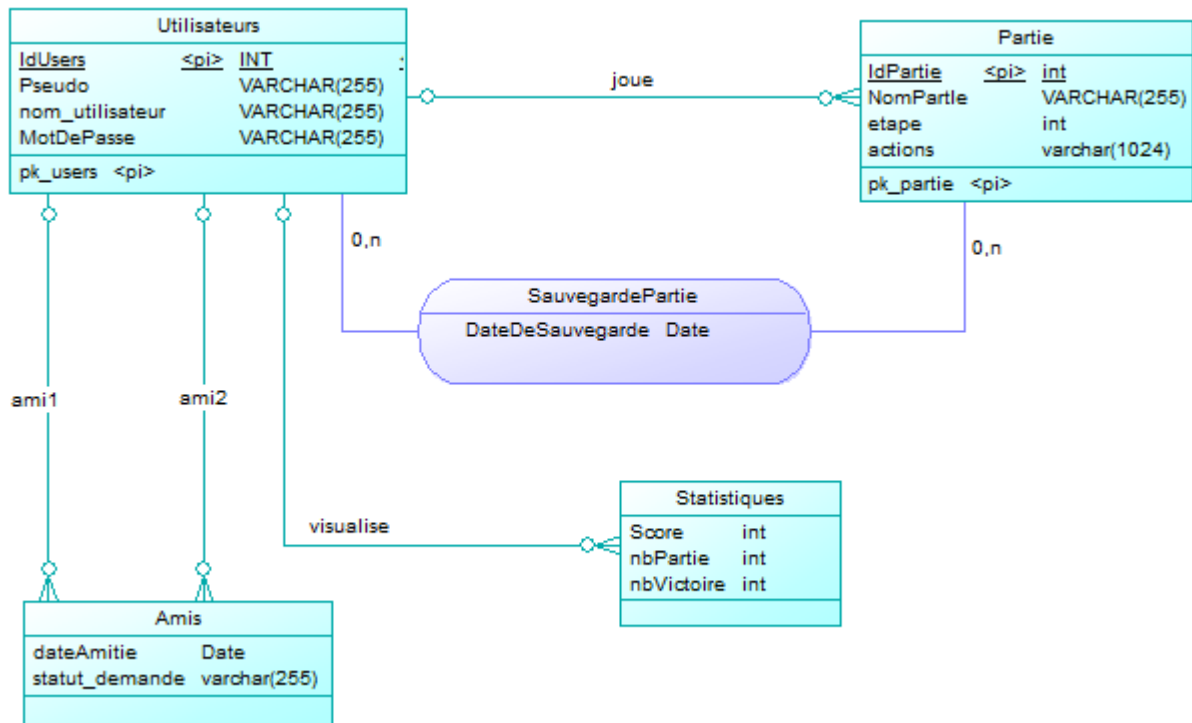 Utilisateurs
IdUsers <pi> INT
Pseudo VARCHAR(255)
nom_utilisateur VARCHAR(255)
MotDePasse VARCHAR(255)
pk_users <pi>
joue
Partie
IdPartie <pi> int
NomPartle VARCHAR(255)
etape int
actions varchar(1024)
pk_partie <pi>
0,n
0,n
SauvegardePartie
DateDeSauvegarde Date
ami1
ami2
visualise
Statistiques
Score int
nbPartie int
nbVictoire int
Amis
dateAmitie Date
statut_demande varchar(255)